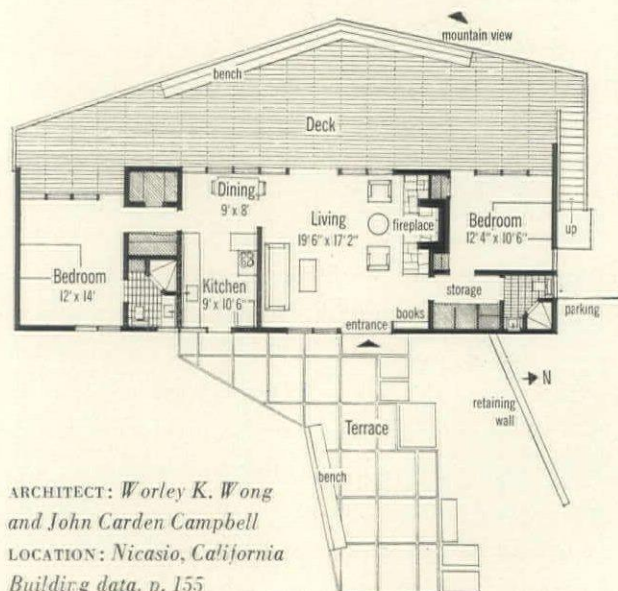 mountain view
bench
Deck
Dining
9' x 8'
Living
19'6" x 17'2"
fireplace
Bedroom
12'4" x 10'6"
up
Bedroom
12' x 14'
Kitchen
9' x 10'6"
storage
books
entrance
parking
N
retaining
wall
Terrace
bench
ARCHITECT: Worley K. Wong
and John Carden Campbell
LOCATION: Nicasio, California
Building data, p. 155